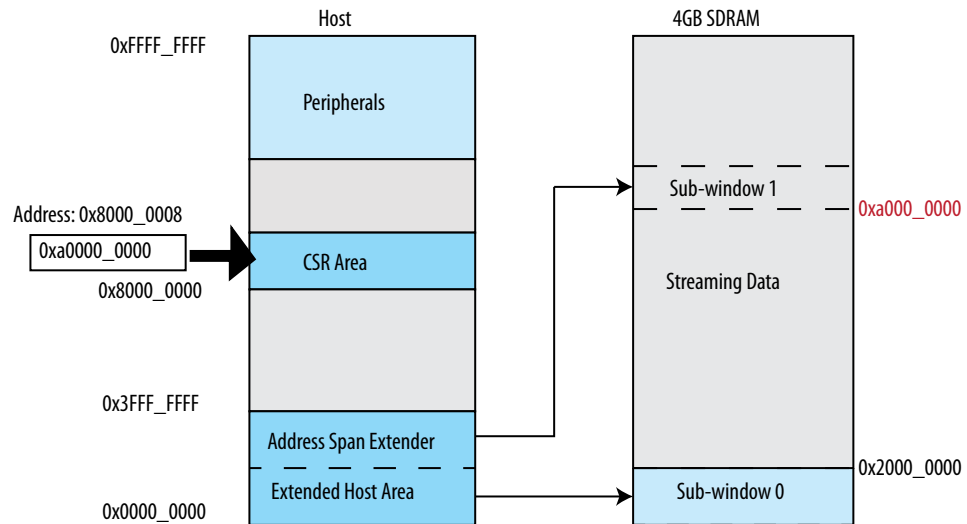 Host
4GB SDRAM
0xFFFF_FFFF
Peripherals
Sub-window 1
Address: 0x8000_0008
0xa000_0000
0xa0000_0000
CSR Area
0x8000_0000
Streaming Data
0x3FFF_FFFF
Address Span Extender
0x2000_0000
Extended Host Area
Sub-window 0
0x0000_0000